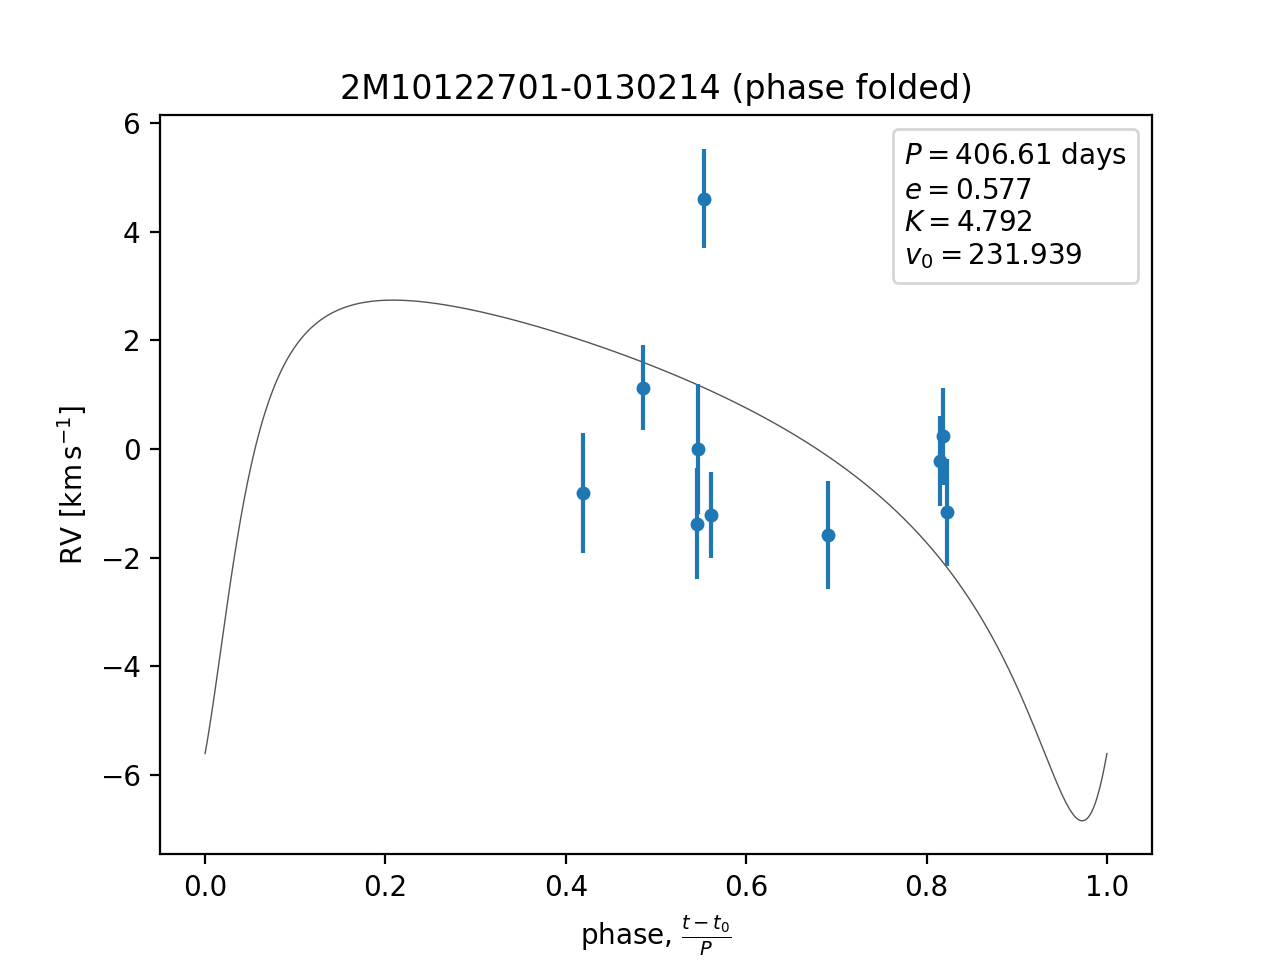 2M10122701-0130214 (phase folded)
P = 406.61 days
e = 0.577
K = 4.792
v₀ = 231.939
6
4
2
0
−2
−4
−6
RV [km s⁻¹]
0.0 0.2 0.4 0.6 0.8 1.0
phase, (t − t₀)/P